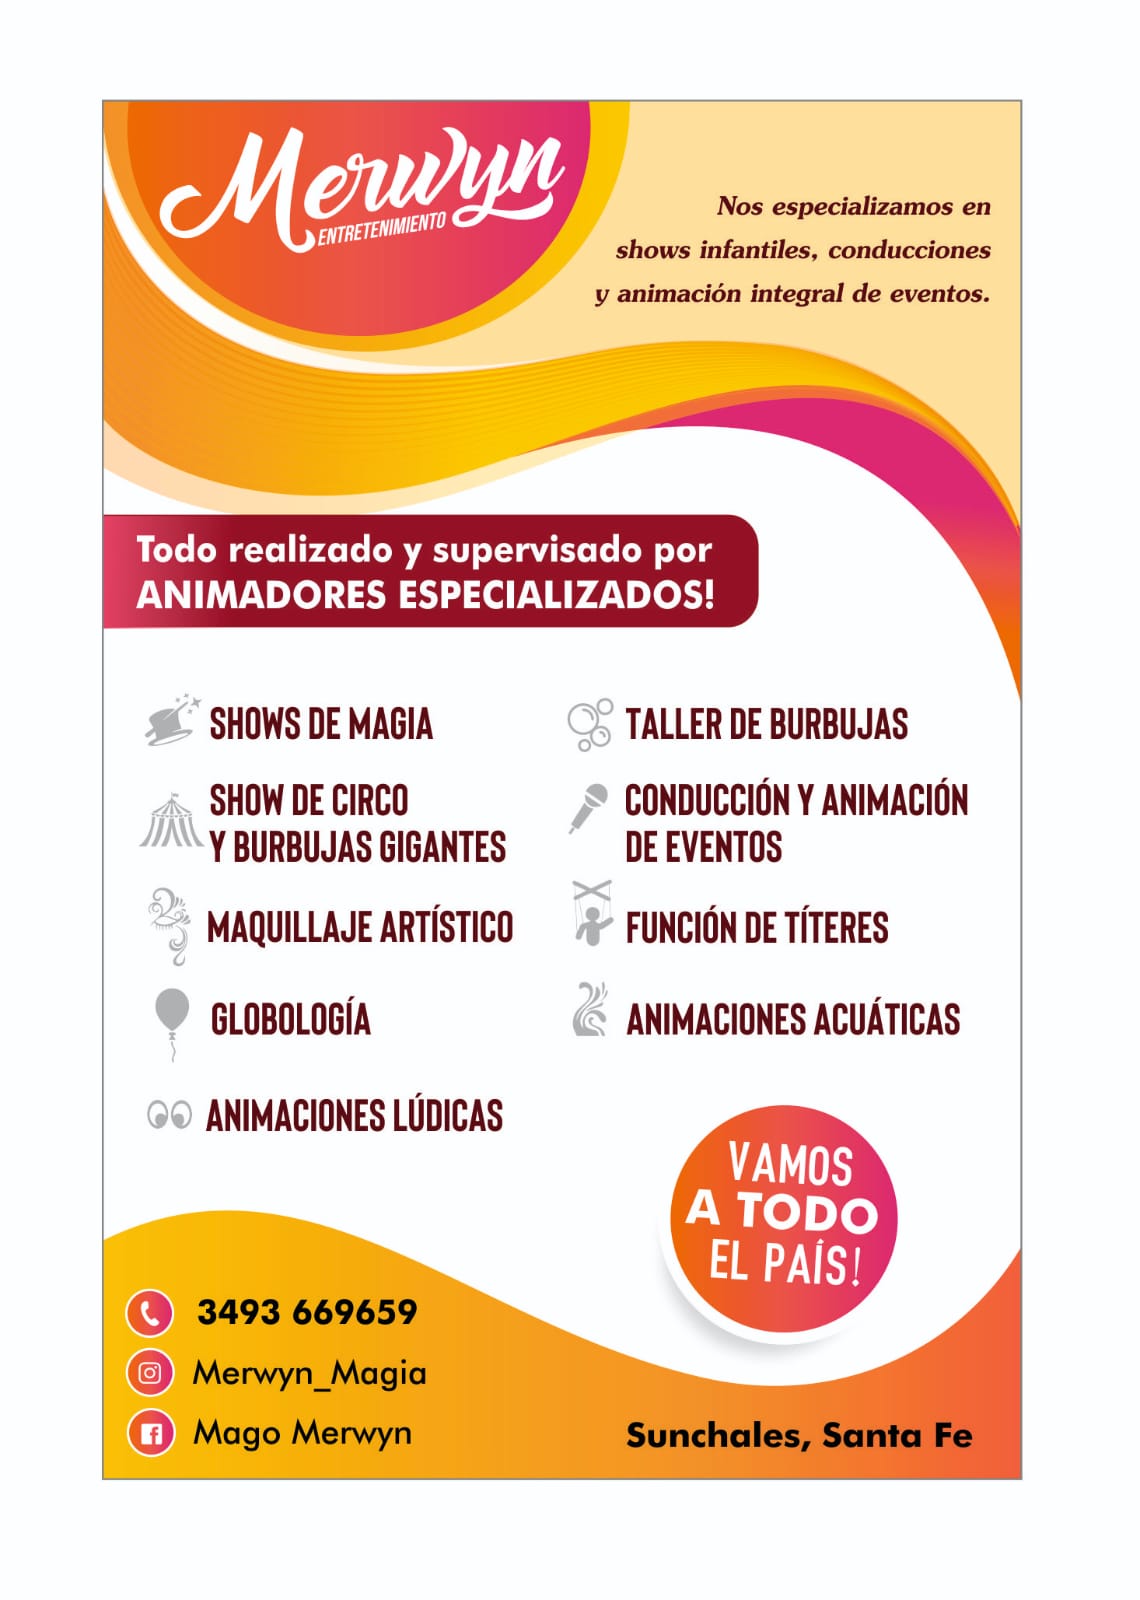 Merwyn
ENTRETENIMIENTO
Nos especializamos en
shows infantiles, conducciones
y animación integral de eventos.
Todo realizado y supervisado por
ANIMADORES ESPECIALIZADOS!
SHOWS DE MAGIA
SHOW DE CIRCO
Y BURBUJAS GIGANTES
MAQUILLAJE ARTÍSTICO
GLOBOLOGÍA
ANIMACIONES LÚDICAS
TALLER DE BURBUJAS
CONDUCCIÓN Y ANIMACIÓN
DE EVENTOS
FUNCIÓN DE TÍTERES
ANIMACIONES ACUÁTICAS
VAMOS
A TODO
EL PAÍS!
3493 669659
Merwyn_Magia
Mago Merwyn
Sunchales, Santa Fe